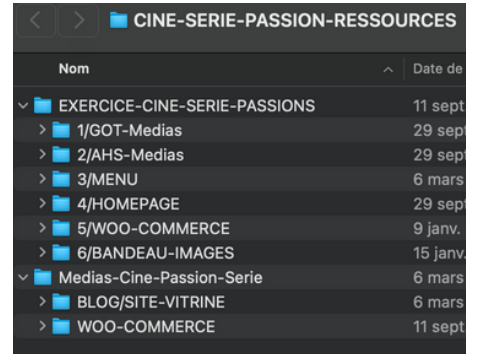 CINE-SERIE-PASSION-RESSOURCES
Nom Date de
EXERCICE-CINE-SERIE-PASSIONS 11 sept
1/GOT-Medias 29 sept
2/AHS-Medias 29 sept
3/MENU 6 mars
4/HOMEPAGE 29 sept
5/WOO-COMMERCE 9 janv.
6/BANDEAU-IMAGES 15 janv.
Medias-Cine-Passion-Serie 6 mars
BLOG/SITE-VITRINE 6 mars
WOO-COMMERCE 11 sept